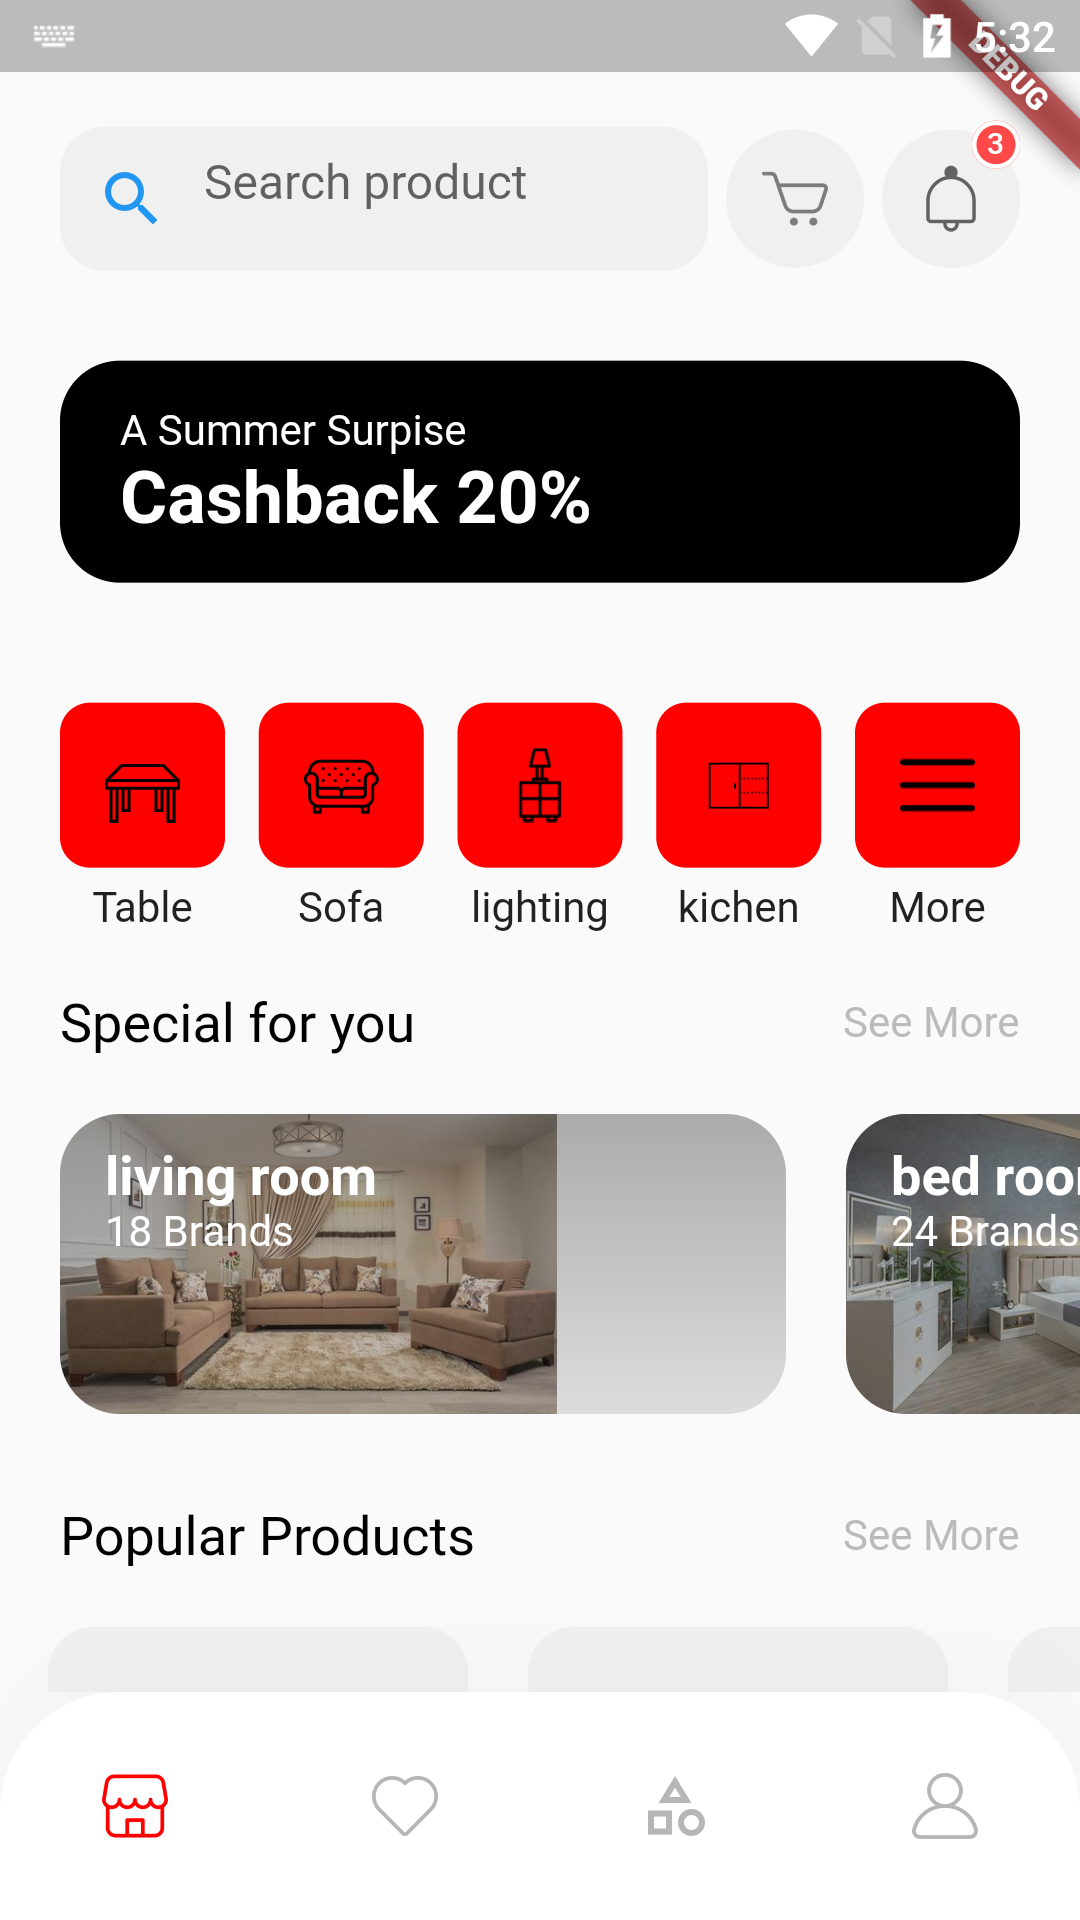 5:32
DEBUG
Search product
3
A Summer Surpise
Cashback 20%
Table
Sofa
lighting
kichen
More
Special for you
See More
living room
18 Brands
bed roo
24 Brands
Popular Products
See More